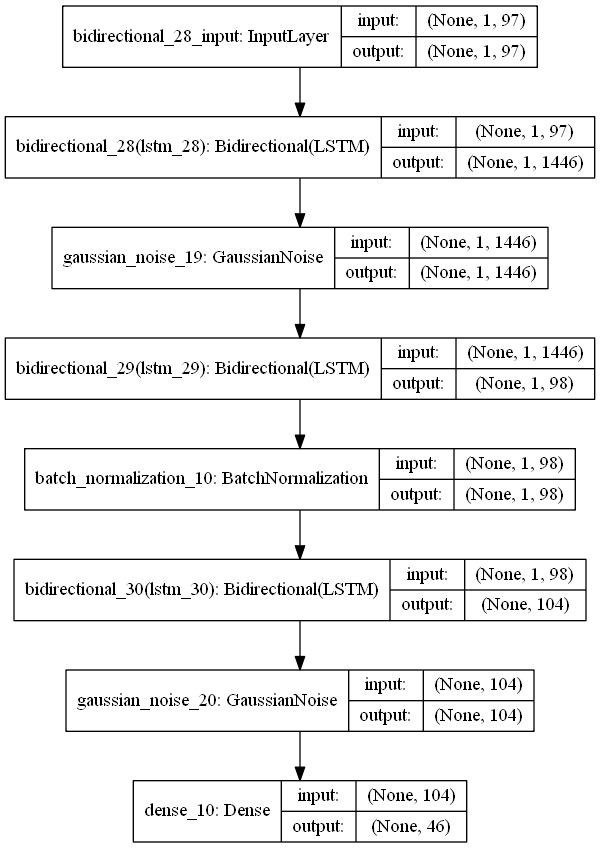 bidirectional_28_input: InputLayer
input: (None, 1, 97)
output: (None, 1, 97)
bidirectional_28(lstm_28): Bidirectional(LSTM)
input: (None, 1, 97)
output: (None, 1, 1446)
gaussian_noise_19: GaussianNoise
input: (None, 1, 1446)
output: (None, 1, 1446)
bidirectional_29(lstm_29): Bidirectional(LSTM)
input: (None, 1, 1446)
output: (None, 1, 98)
batch_normalization_10: BatchNormalization
input: (None, 1, 98)
output: (None, 1, 98)
bidirectional_30(lstm_30): Bidirectional(LSTM)
input: (None, 1, 98)
output: (None, 104)
gaussian_noise_20: GaussianNoise
input: (None, 104)
output: (None, 104)
dense_10: Dense
input: (None, 104)
output: (None, 46)